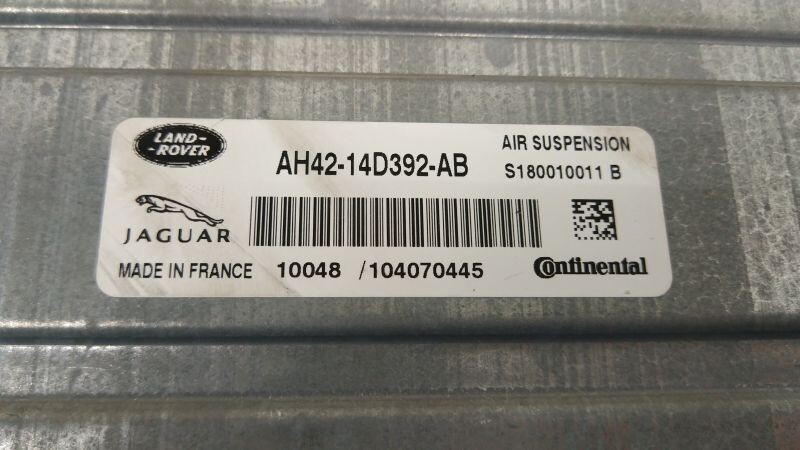 LAND-
-ROVER
AH42-14D392-AB
AIR SUSPENSION
S180010011 B
JAGUAR
MADE IN FRANCE
10048 /104070445
Continental